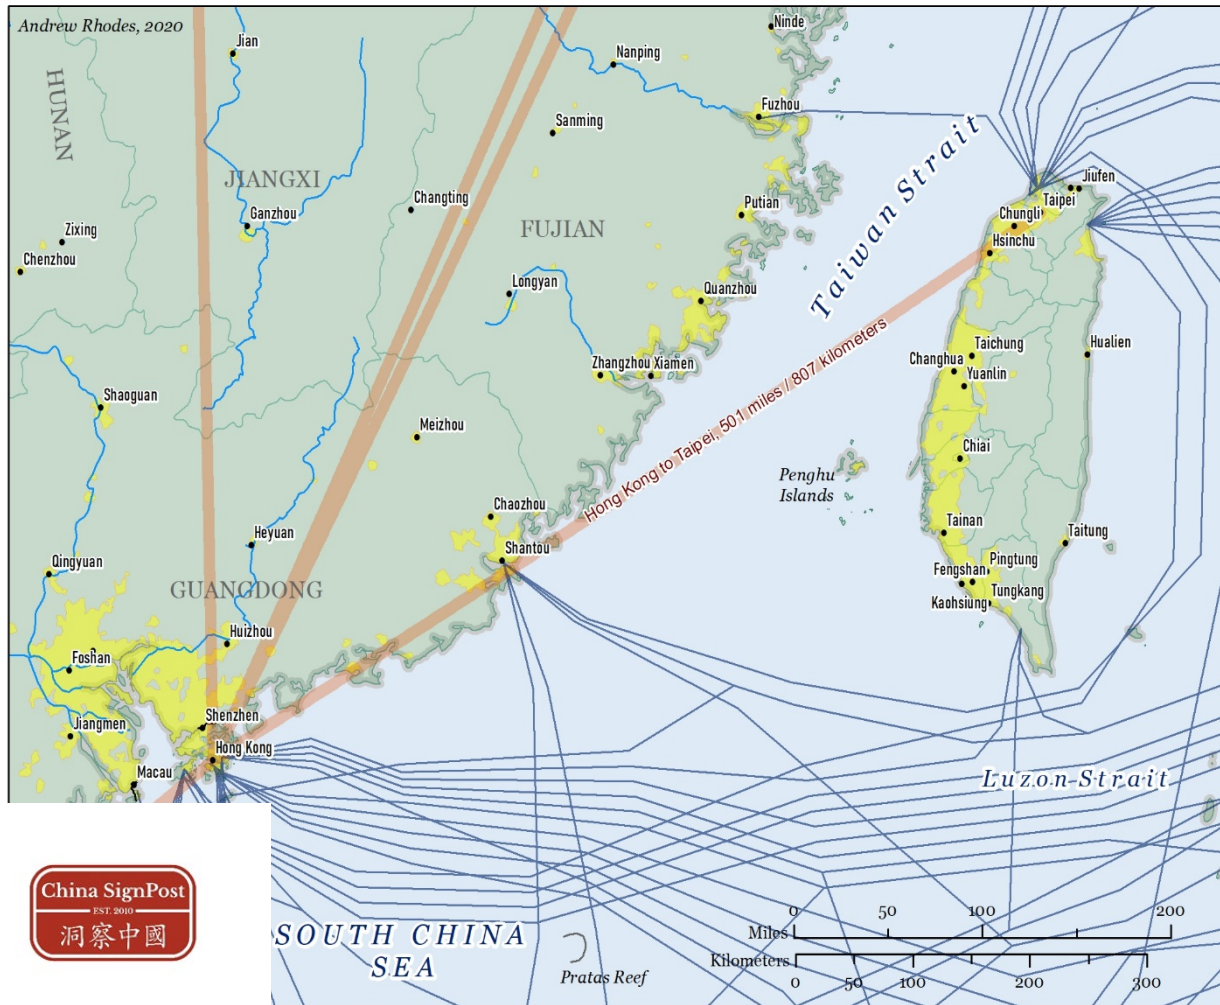 Andrew Rhodes, 2020
Ninde
Jian
Nanping
HUNAN
Fuzhou
Sanming
JIANGXI
Taiwan Strait
Jiufen
Taipei
Changting
Putian
Chungli
Ganzhou
FUJIAN
Zixing
Hsinchu
Chenzhou
Longyan
Quanzhou
Hualien
Taichung
Zhangzhou
Xiamen
Changhua
Yuanlin
Shaoguan
Hong Kong to Taipei, 501 miles / 807 kilometers
Meizhou
Chiai
Penghu
Islands
Chaozhou
Tainan
Heyuan
Taitung
Shantou
Qingyuan
Pingtung
GUANGDONG
Fengshan
Tungkang
Kaohsiung
Huizhou
Foshan
Shenzhen
Jiangmen
Hong Kong
Macau
Luzon Strait
China SignPost
EST. 2010
洞察中國
SOUTH CHINA
SEA
Pratas Reef
0 50 100 200
Miles
Kilometers
0 50 100 200 300